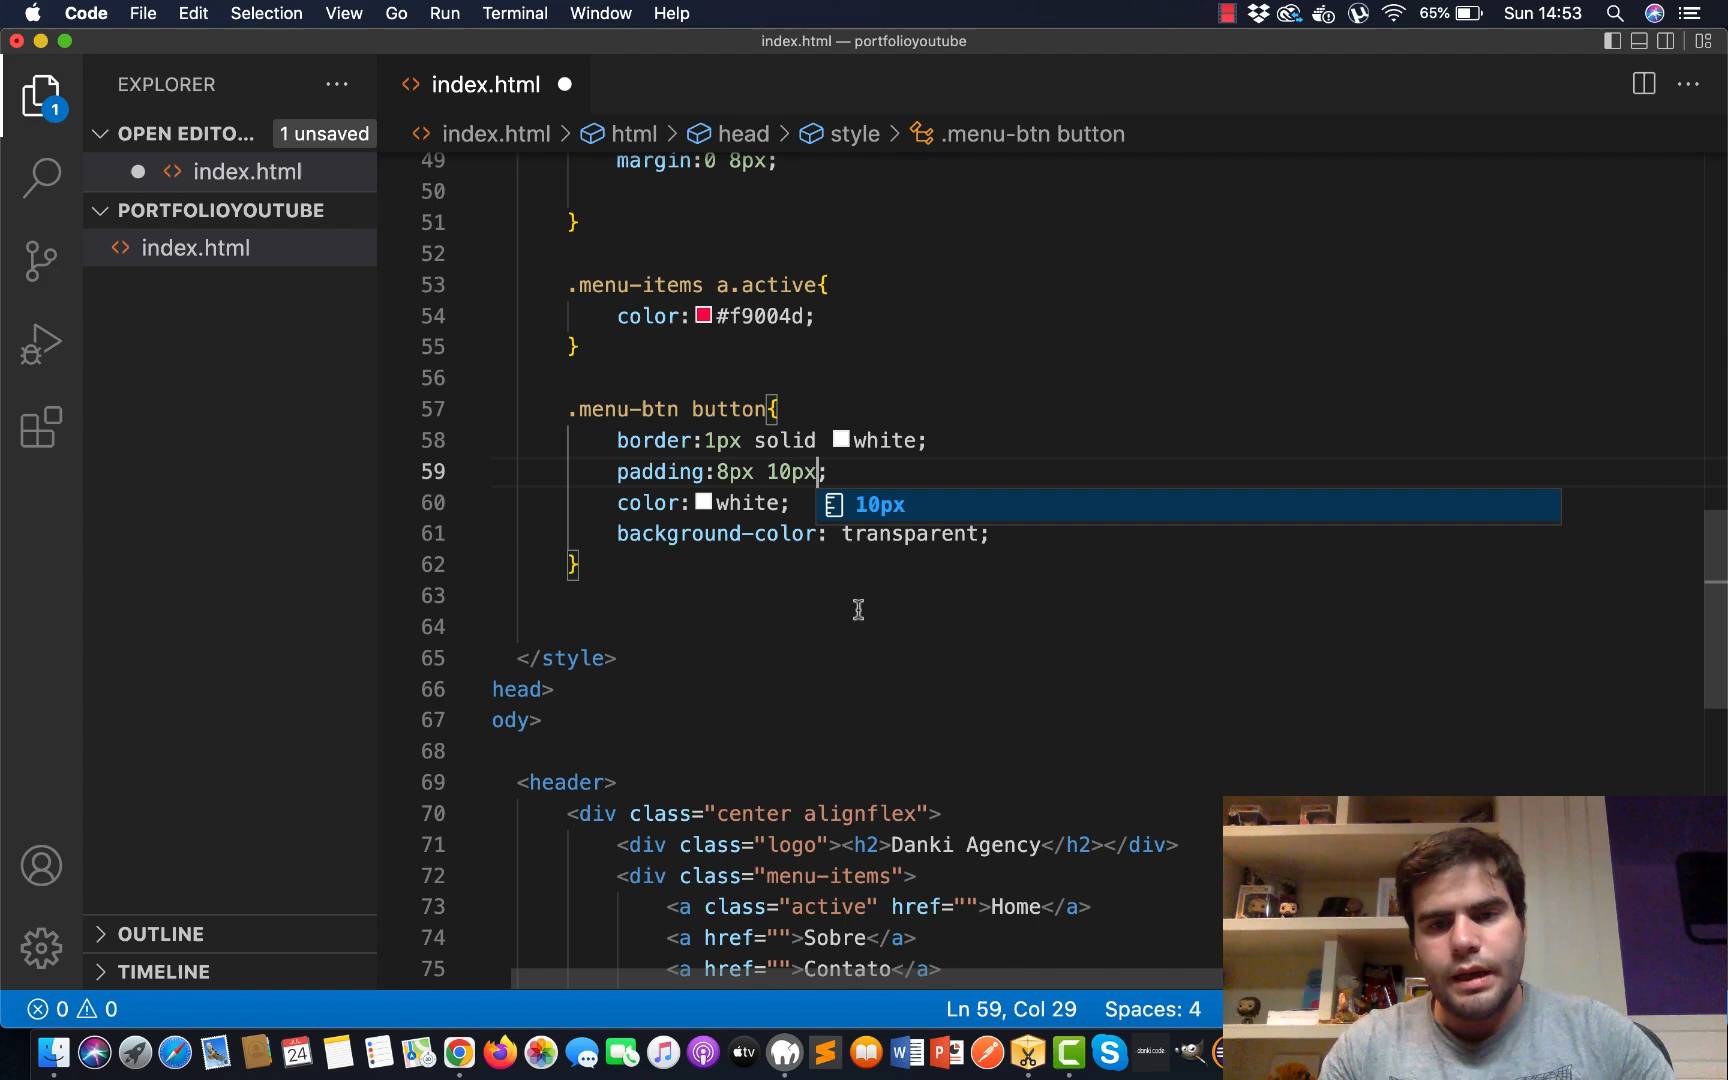 Code File Edit Selection View Go Run Terminal Window Help 65% Sun 14:53
index.html — portfolioyoutube
EXPLORER
index.html
1
OPEN EDITO... 1 unsaved
index.html > html > head > style > .menu-btn button
index.html
PORTFOLIOYOUTUBE
index.html
49 margin:0 8px;
50
51 }
52
53 .menu-items a.active{
54 color:#f9004d;
55 }
56
57 .menu-btn button{
58 border:1px solid white;
59 padding:8px 10px;
60 color:white;
10px
61 background-color: transparent;
62 }
63
64
65 </style>
66 head>
67 ody>
68
69 <header>
70 <div class="center alignflex">
71 <div class="logo"><h2>Danki Agency</h2></div>
72 <div class="menu-items">
73 <a class="active" href="">Home</a>
74 <a href="">Sobre</a>
75 <a href="">Contato</a>
OUTLINE
TIMELINE
0 0 Ln 59, Col 29 Spaces: 4
24
tv
danki code